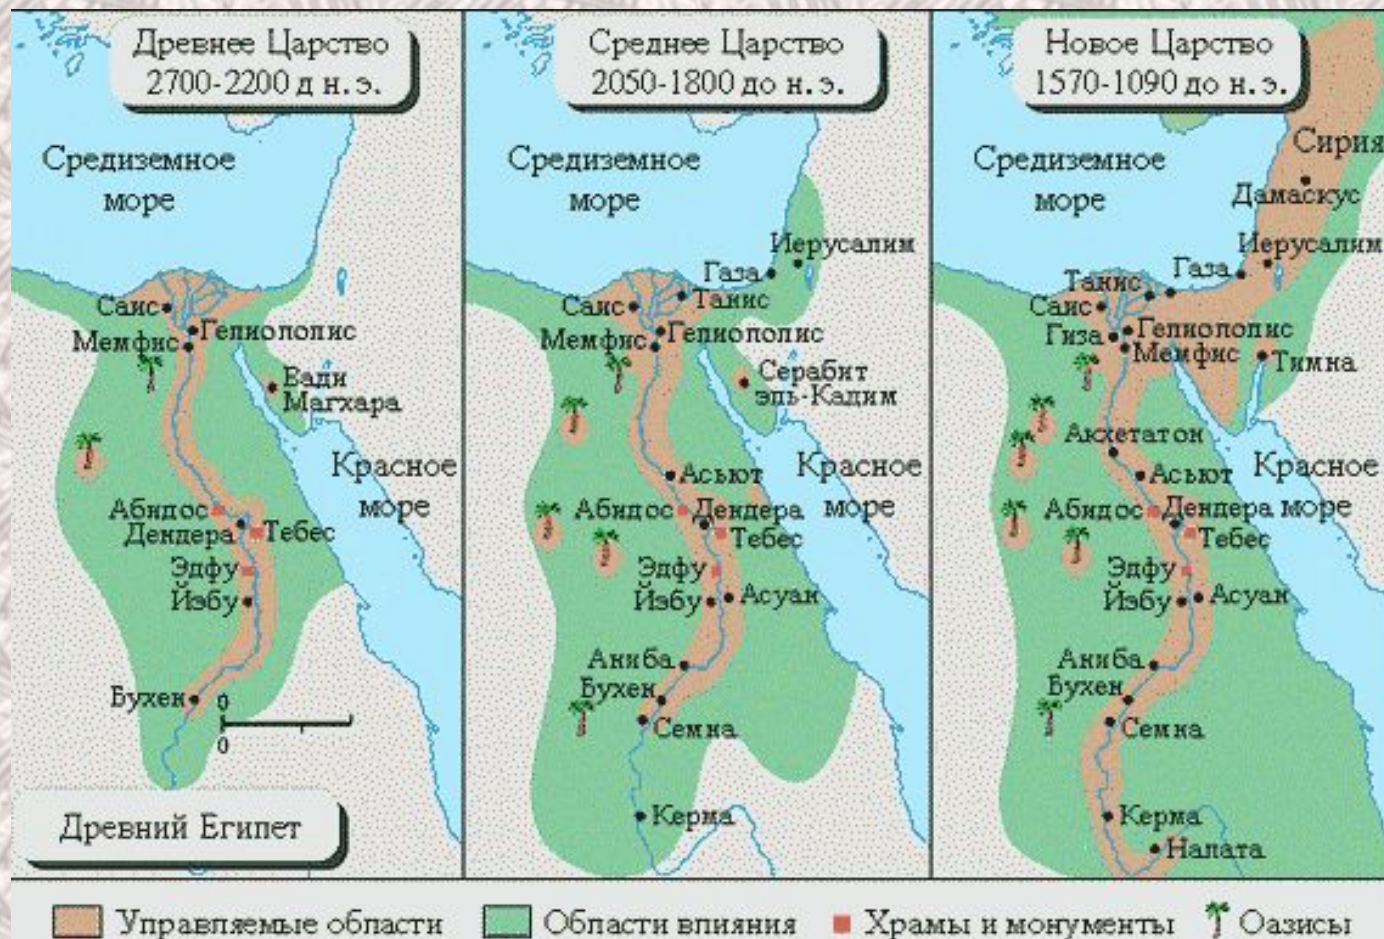 Древнее Царство
2700-2200 д н. э.
Средиземное
море
Саис
Гелиополис
Мемфис
Вади
Магхара
Красное
море
Абидос
Дендера
Тебес
Эдфу
Йэбу
Бухен
0
0
Древний Египет
Среднее Царство
2050-1800 до н. э.
Средиземное
море
Иерусалим
Газа
Танис
Саис
Гелиополис
Мемфис
Серабит
эль-Кадим
Красное
море
Асьют
Абидос
Дендера
Тебес
Эдфу
Йэбу
Асуан
Аниба
Бухен
Семна
Керма
Новое Царство
1570-1090 до н. э.
Сирия
Средиземное
море
Дамаскус
Иерусалим
Газа
Танис
Саис
Гелиополис
Гиза
Мемфис
Тимна
Акхетатон
Красное
море
Асьют
Абидос
Дендера
Тебес
Эдфу
Йэбу
Асуан
Аниба
Бухен
Семна
Керма
Налата
Управляемые области
Области влияния
Храмы и монументы
Оазисы